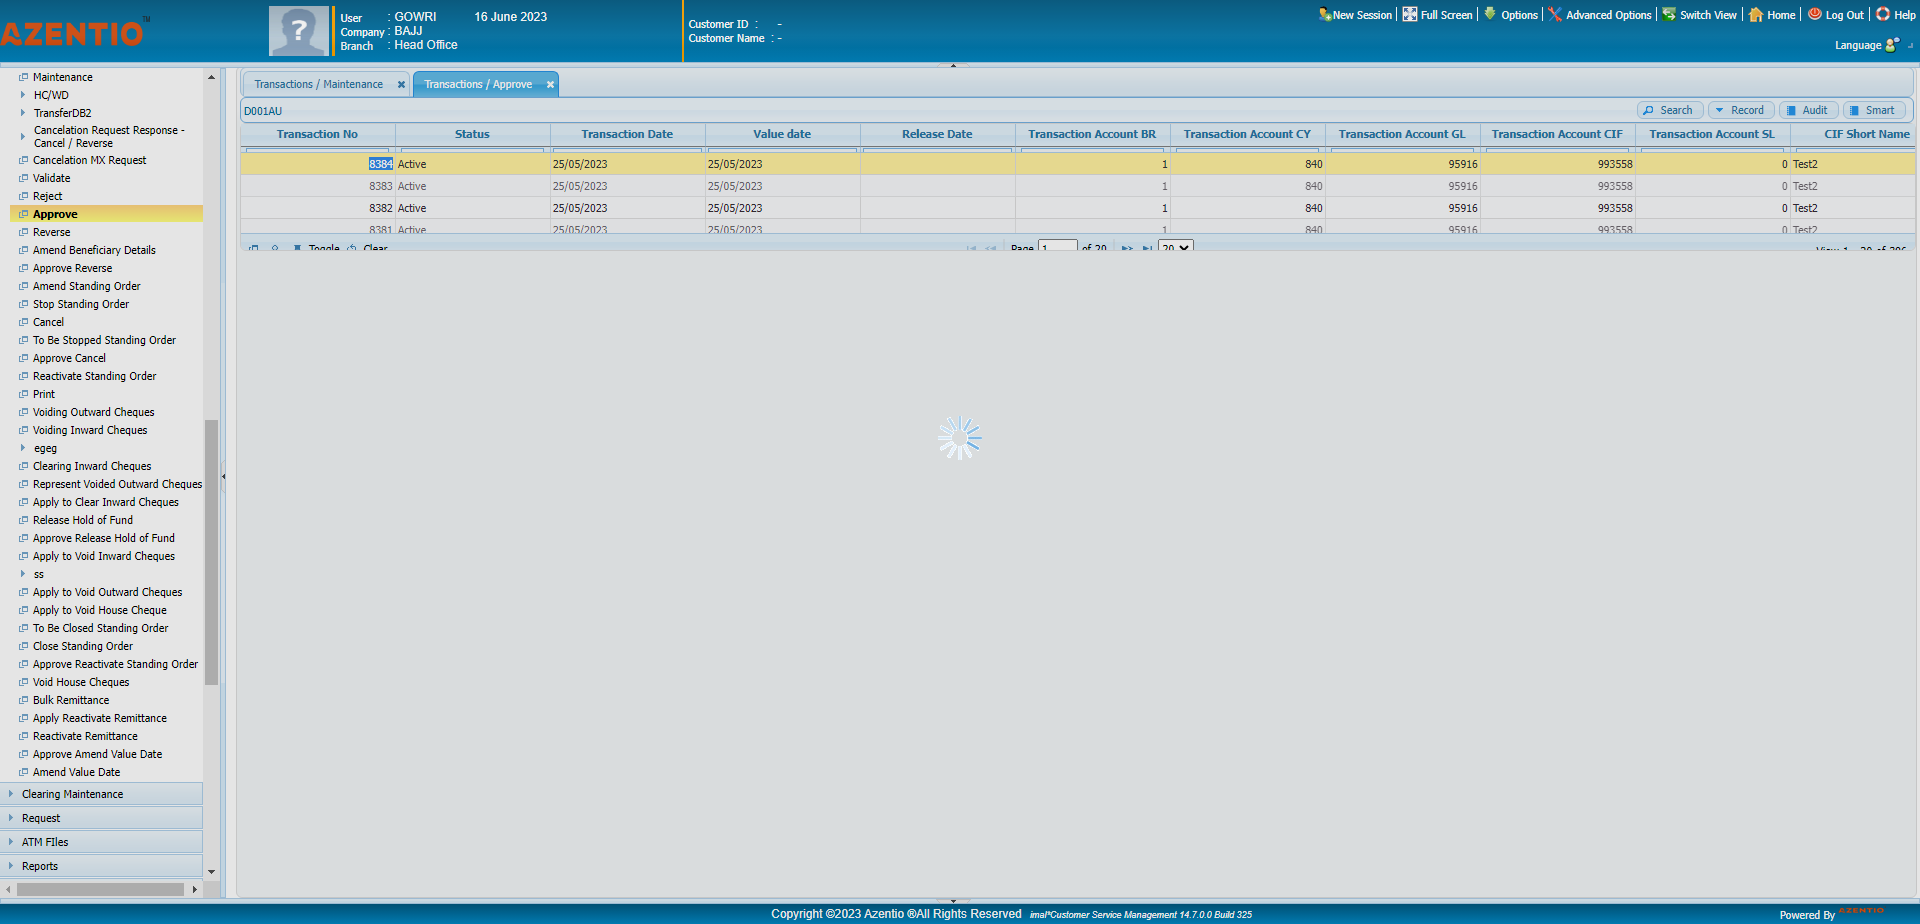 AZENTIO™
User : GOWRI 16 June 2023
Company : BAJJ
Branch : Head Office
Customer ID : -
Customer Name : -
New Session Full Screen Options Advanced Options Switch View Home Log Out Help
Language
Maintenance
HC/WD
TransferDB2
Cancelation Request Response -
Cancel / Reverse
Cancelation MX Request
Validate
Reject
Approve
Reverse
Amend Beneficiary Details
Approve Reverse
Amend Standing Order
Stop Standing Order
Cancel
To Be Stopped Standing Order
Approve Cancel
Reactivate Standing Order
Print
Voiding Outward Cheques
Voiding Inward Cheques
egeg
Clearing Inward Cheques
Represent Voided Outward Cheques
Apply to Clear Inward Cheques
Release Hold of Fund
Approve Release Hold of Fund
Apply to Void Inward Cheques
ss
Apply to Void Outward Cheques
Apply to Void House Cheque
To Be Closed Standing Order
Close Standing Order
Approve Reactivate Standing Order
Void House Cheques
Bulk Remittance
Apply Reactivate Remittance
Reactivate Remittance
Approve Amend Value Date
Amend Value Date
Clearing Maintenance
Request
ATM FIles
Reports
Transactions / Maintenance Transactions / Approve
D001AU Search Record Audit Smart
Transaction No Status Transaction Date Value date Release Date Transaction Account BR Transaction Account CY Transaction Account GL Transaction Account CIF Transaction Account SL CIF Short Name
8384 Active 25/05/2023 25/05/2023 1 840 95916 993558 0 Test2
8383 Active 25/05/2023 25/05/2023 1 840 95916 993558 0 Test2
8382 Active 25/05/2023 25/05/2023 1 840 95916 993558 0 Test2
8381 Active 25/05/2023 25/05/2023 1 840 95916 993558 0 Test2
Toggle Clear Page 1 of 20 20 View 1 - 20 of
Copyright ©2023 Azentio ®All Rights Reserved imal*Customer Service Management 14.7.0.0 Build 325
Powered By AZENTIO